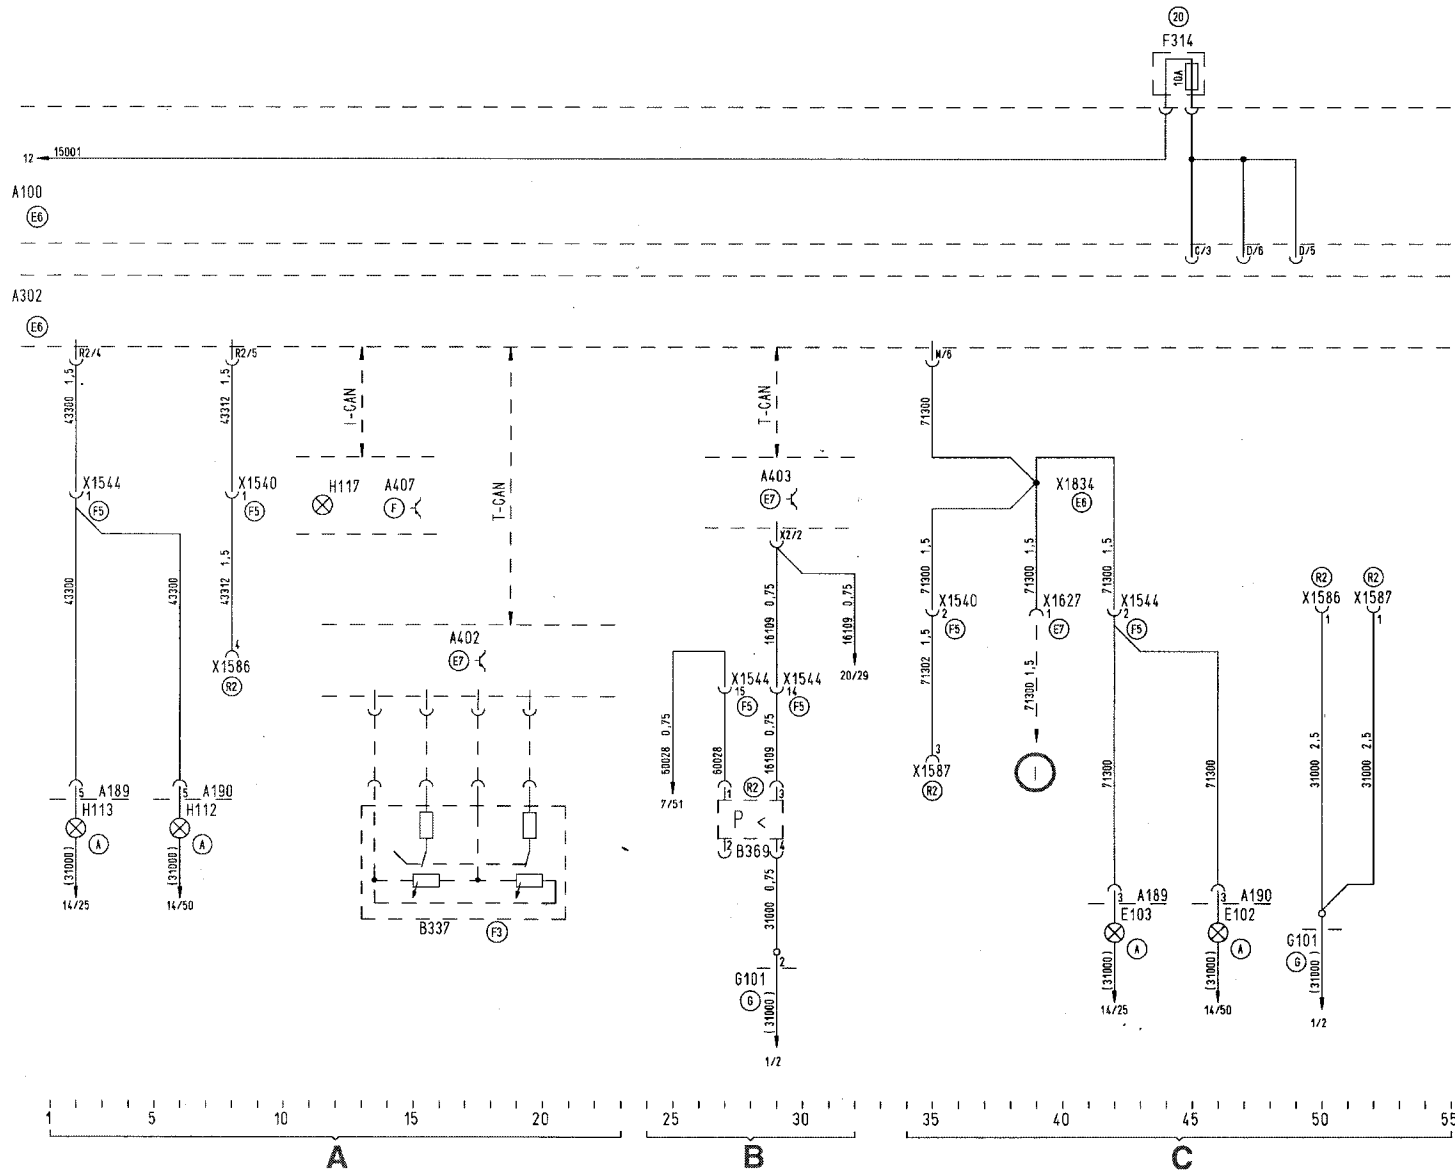 20
F314
10A
12 15001
A100
E6
C/3 D/6 D/5
A302
E6
R2/4 R2/5 M/6
43300 1,5
43312 1,5
I-CAN
T-CAN
T-CAN
71300
X1544
1
F5
X1540
1
F5
H117 A407
F
A403
E7
X2/2
X1834
E6
43300
43300
43312 1,5
4
X1586
R2
A402
E7
16109 0,75
16109 0,75
20/29
X1544
15
F5
X1544
14
F5
60028 0,75
60028
16109 0,75
7/51
R2
1 3
P <
2 4
B369
31000 0,75
2
G101
G
(31000)
1/2
71300 1,5
71300 1,5
71300 1,5
X1540
2
F5
X1627
1
E7
X1544
2
F5
71302 1,5
71300 1,5
3
X1587
R2
I
71300
71300
R2
X1586
1
R2
X1587
1
31000 2,5
31000 2,5
5 A189
H113
A
(31000)
14/25
5 A190
H112
A
(31000)
14/50
B337 F3
3 A189
E103
A
(31000)
14/25
3 A190
E102
A
(31000)
14/50
G101
G
(31000)
1/2
1 5 10 15 20 25 30 35 40 45 50 55
A B C